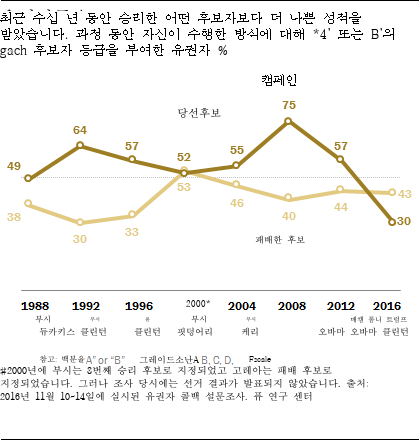 최근 수십 년 동안 승리한 어떤 후보자보다 더 나쁜 성적을
받았습니다. 과정 동안 자신이 수행한 방식에 대해 *4' 또는 B'의
gach 후보자 등급을 부여한 유권자 %
캠페인
당선후보
75
64
57
52
55
57
49
53
46
40
44
43
38
30
33
30
패배한 후보
1988 1992 1996 2000* 2004 2008 2012 2016
부시 부시 돌 부시 부시 매캔 롬니 트럼프
듀카키스 클린턴 클린턴 핏덩어리 케리 오바마 오바마 클린턴
참고: 백분율A" or "B" 그레이드소난A B, C, D, Fscale
#2000년에 부시는 8번째 승리 후보로 지정되었고 고레아는 패배 후보로
지정되었습니다. 그러나 조사 당시에는 선거 결과가 발표되지 않았습니다. 출처:
2016년 11월 10-14일에 실시된 유권자 콜백 설문조사. 퓨 연구 센터